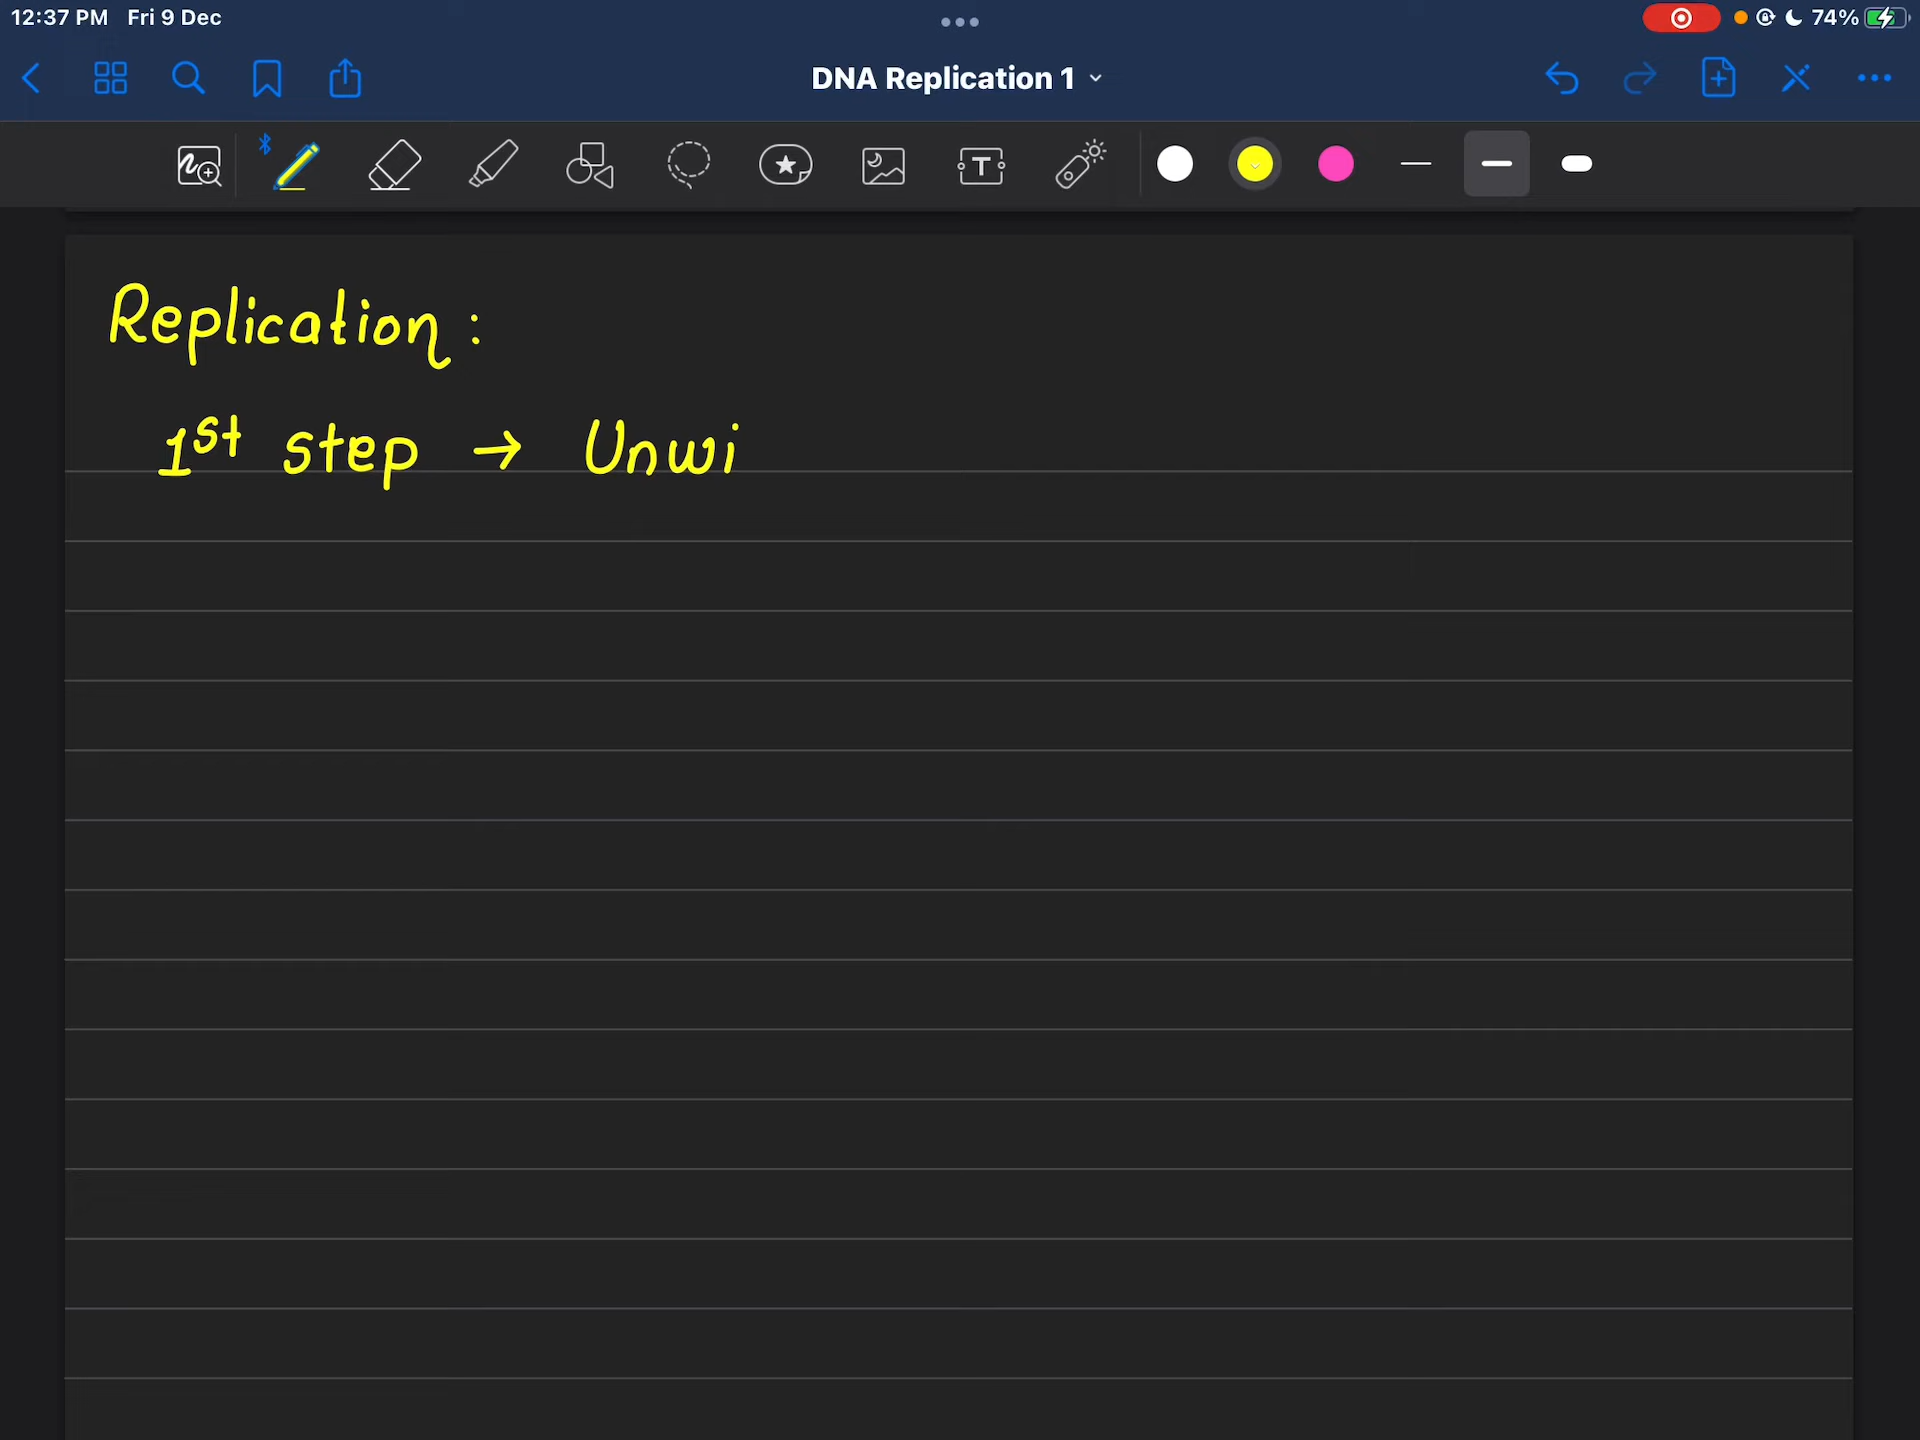 12:37 PM Fri 9 Dec 74%
DNA Replication 1
T
Replication :
1st step → Unwi